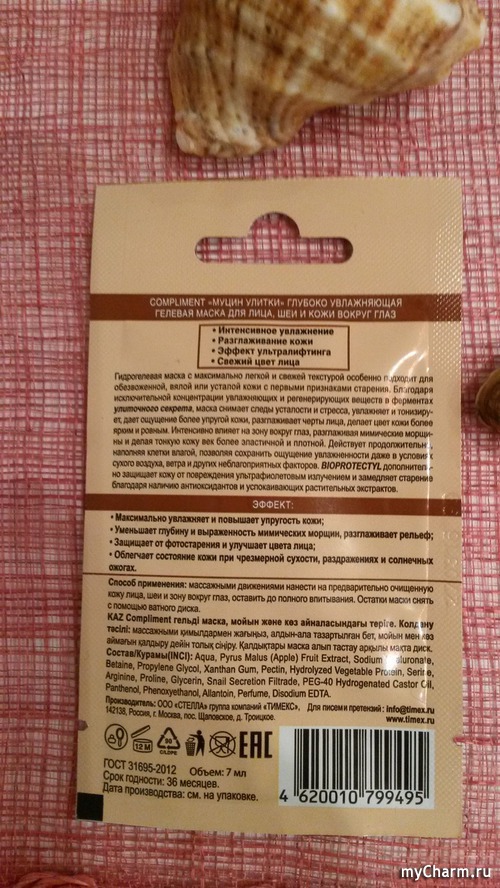 COMPLIMENT «МУЦИН УЛИТКИ» ГЛУБОКО УВЛАЖНЯЮЩАЯ
ГЕЛЕВАЯ МАСКА ДЛЯ ЛИЦА, ШЕИ И КОЖИ ВОКРУГ ГЛАЗ
• Интенсивное увлажнение
• Разглаживание кожи
• Эффект ультралифтинга
• Свежий цвет лица
Гидрогелевая маска с максимально легкой и свежей текстурой особенно подходит для
обезвоженной, вялой или усталой кожи с первыми признаками старения. Благодаря
исключительной концентрации увлажняющих и регенерирующих веществ в ферментах
улиточного секрета, маска снимает следы усталости и стресса, увлажняет и тонизиру-
ет, дает ощущение более упругой кожи, разглаживает черты лица, делает цвет кожи более
ярким и ровным. Интенсивно влияет на зону вокруг глаз, разглаживая мимические морщи-
ны и делая тонкую кожу век более эластичной и плотной. Действует продолжительно,
наполняя клетки влагой, позволяя сохранить ощущение увлажненности даже в условиях
сухого воздуха, ветра и других неблагоприятных факторов. BIOPROTECTYL дополнитель-
но защищает кожу от повреждения ультрафиолетовым излучением и замедляет старение
благодаря наличию антиоксидантов и успокаивающих растительных экстрактов.
ЭФФЕКТ:
• Максимально увлажняет и повышает упругость кожи;
• Уменьшает глубину и выраженность мимических морщин, разглаживает рельеф;
• Защищает от фотостарения и улучшает цвета лица;
• Облегчает состояние кожи при чрезмерной сухости, раздражениях и солнечных
ожогах.
Способ применения: массажными движениями нанести на предварительно очищенную
кожу лица, шеи и зону вокруг глаз, оставить до полного впитывания. Остатки маски снять
с помощью ватного диска.
KAZ Compliment гельді маска, мойын және көз айналасындағы теріге. Қолдану
тәсілі: массажными қимылдармен жағыңыз, алдын-ала тазартылған бет, мойын мен көз
аймағын қалдыру дейін толық сіңіру. Қалдықтары маска алып тастау арқылы мақта диск.
Состав/Курамы(INCI): Aqua, Pyrus Malus (Apple) Fruit Extract, Sodium Hyaluronate,
Betaine, Propylene Glycol, Xanthan Gum, Pectin, Hydrolyzed Vegetable Protein, Serine,
Arginine, Proline, Glycerin, Snail Secretion Filtrade, PEG-40 Hydrogenated Castor Oil,
Panthenol, Phenoxyethanol, Allantoin, Perfume, Disodium EDTA.
Производитель: ООО «СТЕЛЛА» группа компаний «ТИМЕКС». Для писем и претензий: info@timex.ru
142138, Россия, г. Москва, пос. Щаповское, д. Троицкое. www.timex.ru
12 M
C/LDPE
EAC
ГОСТ 31695-2012 Объем: 7 мл
Срок годности: 36 месяцев.
Дата производства: см. на упаковке.
4 620010 799495
myCharm.ru